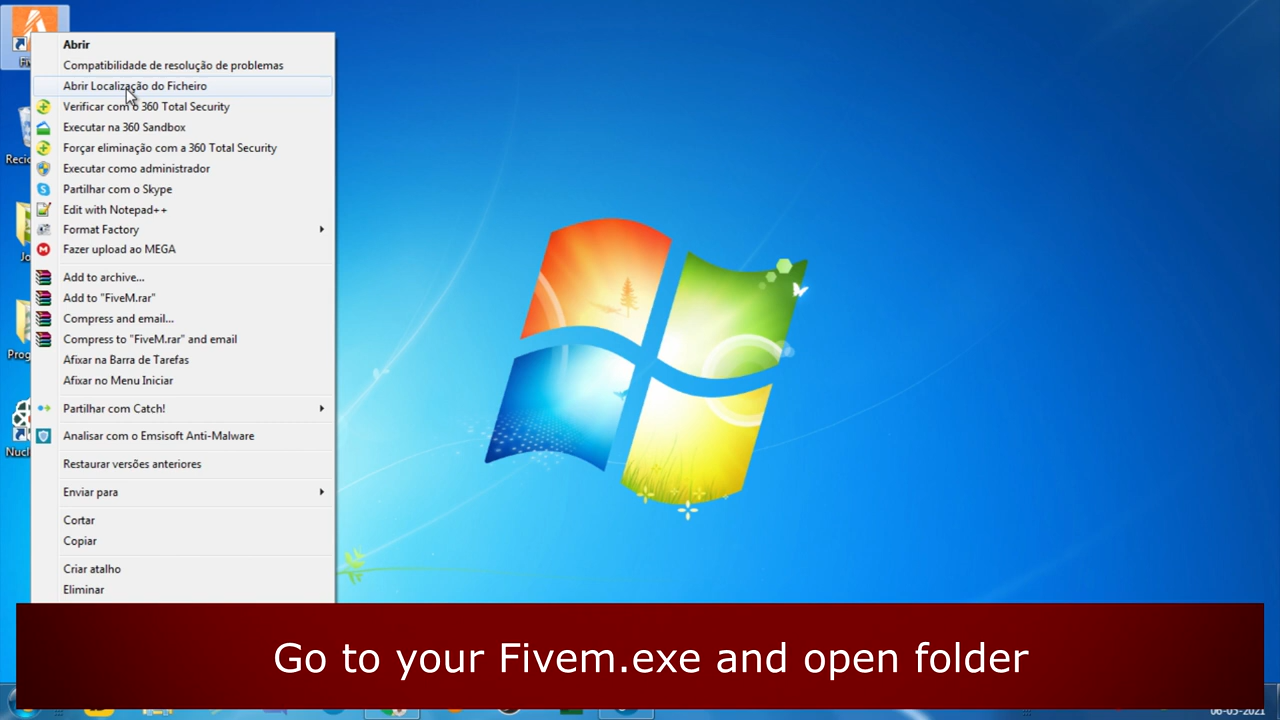 Abrir
Compatibilidade de resolução de problemas
Abrir Localização do Ficheiro
Verificar com o 360 Total Security
Executar na 360 Sandbox
Forçar eliminação com a 360 Total Security
Executar como administrador
Partilhar com o Skype
Edit with Notepad++
Format Factory
Fazer upload ao MEGA
Add to archive...
Add to "FiveM.rar"
Compress and email...
Compress to "FiveM.rar" and email
Afixar na Barra de Tarefas
Afixar no Menu Iniciar
Partilhar com Catch!
Analisar com o Emsisoft Anti-Malware
Restaurar versões anteriores
Enviar para
Cortar
Copiar
Criar atalho
Eliminar
Go to your Fivem.exe and open folder